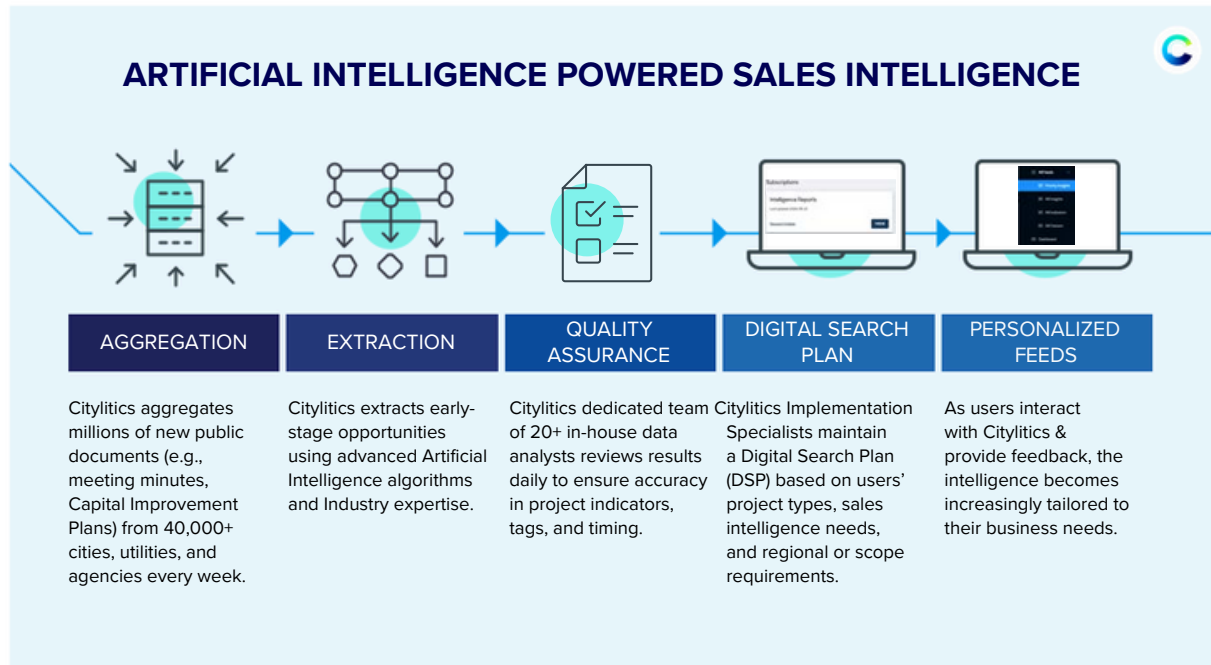 ARTIFICIAL INTELLIGENCE POWERED SALES INTELLIGENCE
Subscriptions
Intelligence Reports
AGGREGATION
EXTRACTION
QUALITY
ASSURANCE
DIGITAL SEARCH
PLAN
PERSONALIZED
FEEDS
Citylitics aggregates
millions of new public
documents (e.g.,
meeting minutes,
Capital Improvement
Plans) from 40,000+
cities, utilities, and
agencies every week.
Citylitics extracts early-
stage opportunities
using advanced Artificial
Intelligence algorithms
and Industry expertise.
Citylitics dedicated team
of 20+ in-house data
analysts reviews results
daily to ensure accuracy
in project indicators,
tags, and timing.
Citylitics Implementation
Specialists maintain
a Digital Search Plan
(DSP) based on users’
project types, sales
intelligence needs,
and regional or scope
requirements.
As users interact
with Citylitics &
provide feedback, the
intelligence becomes
increasingly tailored to
their business needs.